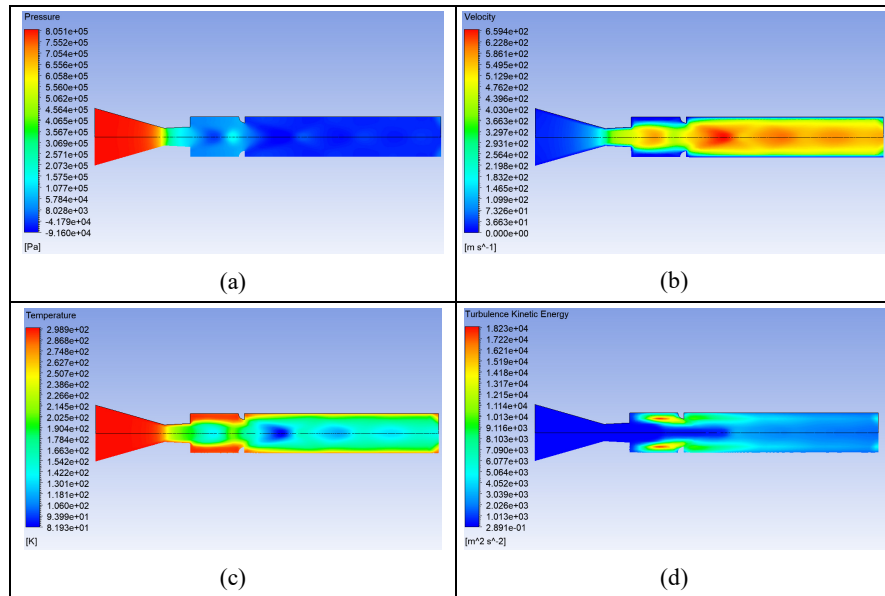 Pressure
8.051e+05
7.552e+05
7.054e+05
6.556e+05
6.058e+05
5.560e+05
5.062e+05
4.564e+05
4.065e+05
3.567e+05
3.069e+05
2.571e+05
2.073e+05
1.575e+05
1.077e+05
5.784e+04
8.028e+03
-4.179e+04
-9.160e+04
[Pa]
(a)
Velocity
6.594e+02
6.228e+02
5.861e+02
5.495e+02
5.129e+02
4.762e+02
4.396e+02
4.030e+02
3.663e+02
3.297e+02
2.931e+02
2.564e+02
2.198e+02
1.832e+02
1.465e+02
1.099e+02
7.326e+01
3.663e+01
0.000e+00
[m s^-1]
(b)
Temperature
2.989e+02
2.868e+02
2.748e+02
2.627e+02
2.507e+02
2.386e+02
2.266e+02
2.145e+02
2.025e+02
1.904e+02
1.784e+02
1.663e+02
1.542e+02
1.422e+02
1.301e+02
1.181e+02
1.060e+02
9.399e+01
8.193e+01
[K]
(c)
Turbulence Kinetic Energy
1.823e+04
1.722e+04
1.621e+04
1.519e+04
1.418e+04
1.317e+04
1.215e+04
1.114e+04
1.013e+04
9.116e+03
8.103e+03
7.090e+03
6.077e+03
5.064e+03
4.052e+03
3.039e+03
2.026e+03
1.013e+03
2.891e-01
[m^2 s^-2]
(d)